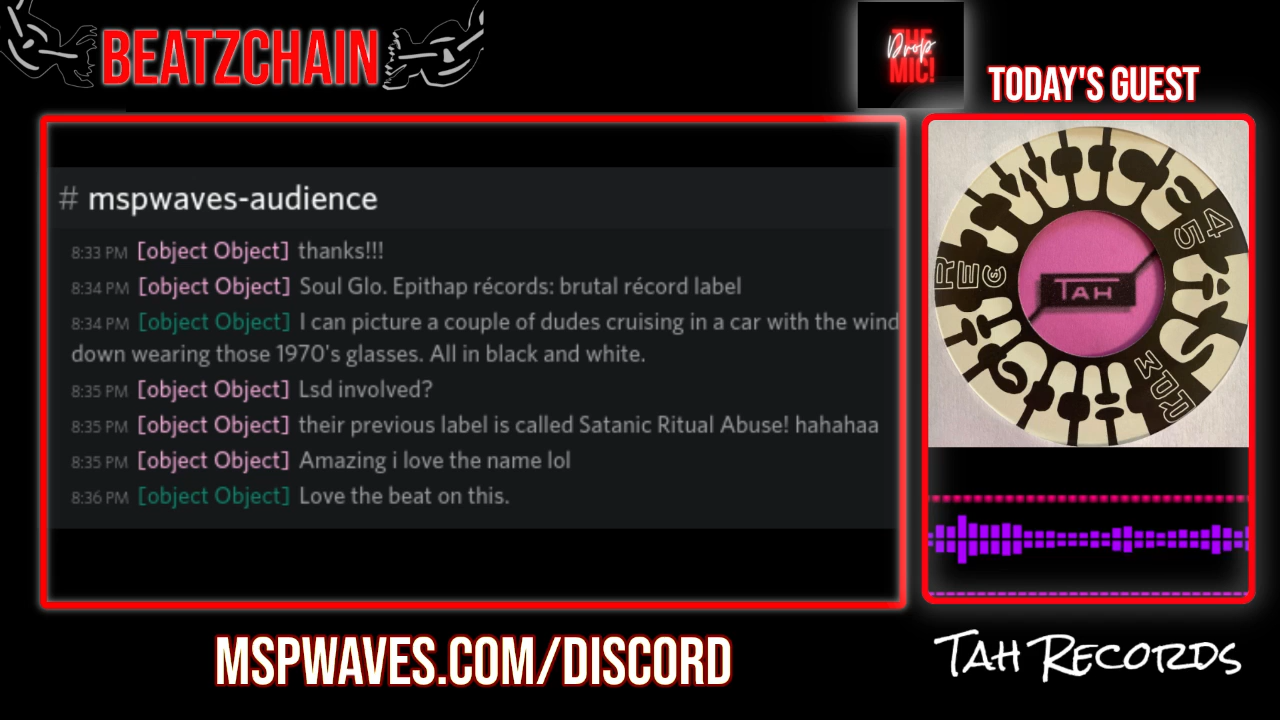 BEATZCHAIN
THE
Drop
MIC!
TODAY'S GUEST
# mspwaves-audience
8:33 PM [object Object] thanks!!!
8:34 PM [object Object] Soul Glo. Epithap récords: brutal récord label
8:34 PM [object Object] I can picture a couple of dudes cruising in a car with the wind
down wearing those 1970's glasses. All in black and white.
8:35 PM [object Object] Lsd involved?
8:35 PM [object Object] their previous label is called Satanic Ritual Abuse! hahahaa
8:35 PM [object Object] Amazing i love the name lol
8:36 PM [object Object] Love the beat on this.
45
TAH
MSPWAVES.COM/DISCORD
TAH RECORDS